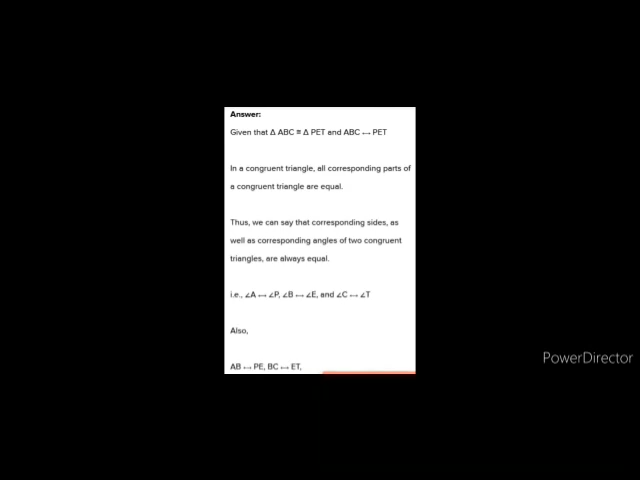 Answer:
Given that Δ ABC ≅ Δ PET and ABC ↔ PET
In a congruent triangle, all corresponding parts of
a congruent triangle are equal.
Thus, we can say that corresponding sides, as
well as corresponding angles of two congruent
triangles, are always equal.
i.e., ∠A ↔ ∠P, ∠B ↔ ∠E, and ∠C ↔ ∠T
Also,
AB ↔ PE, BC ↔ ET,
PowerDirector